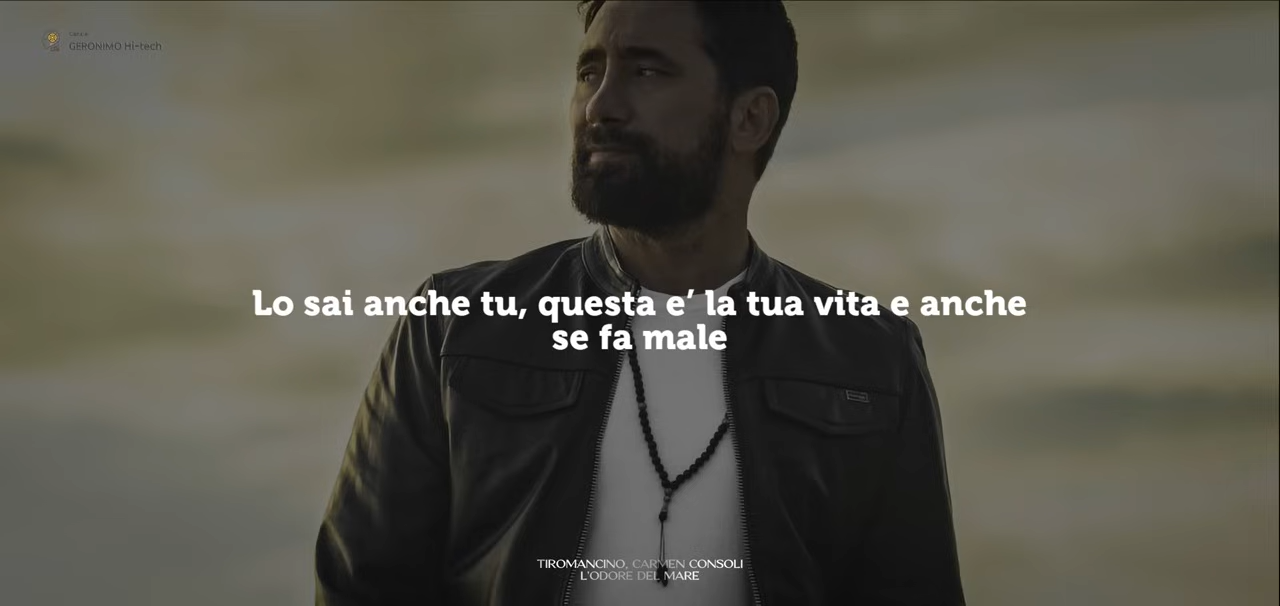 GERONIMO Hi-tech
Lo sai anche tu, questa e’ la tua vita e anche
se fa male
TIROMANCINO, CARMEN CONSOLI
L'ODORE DEL MARE